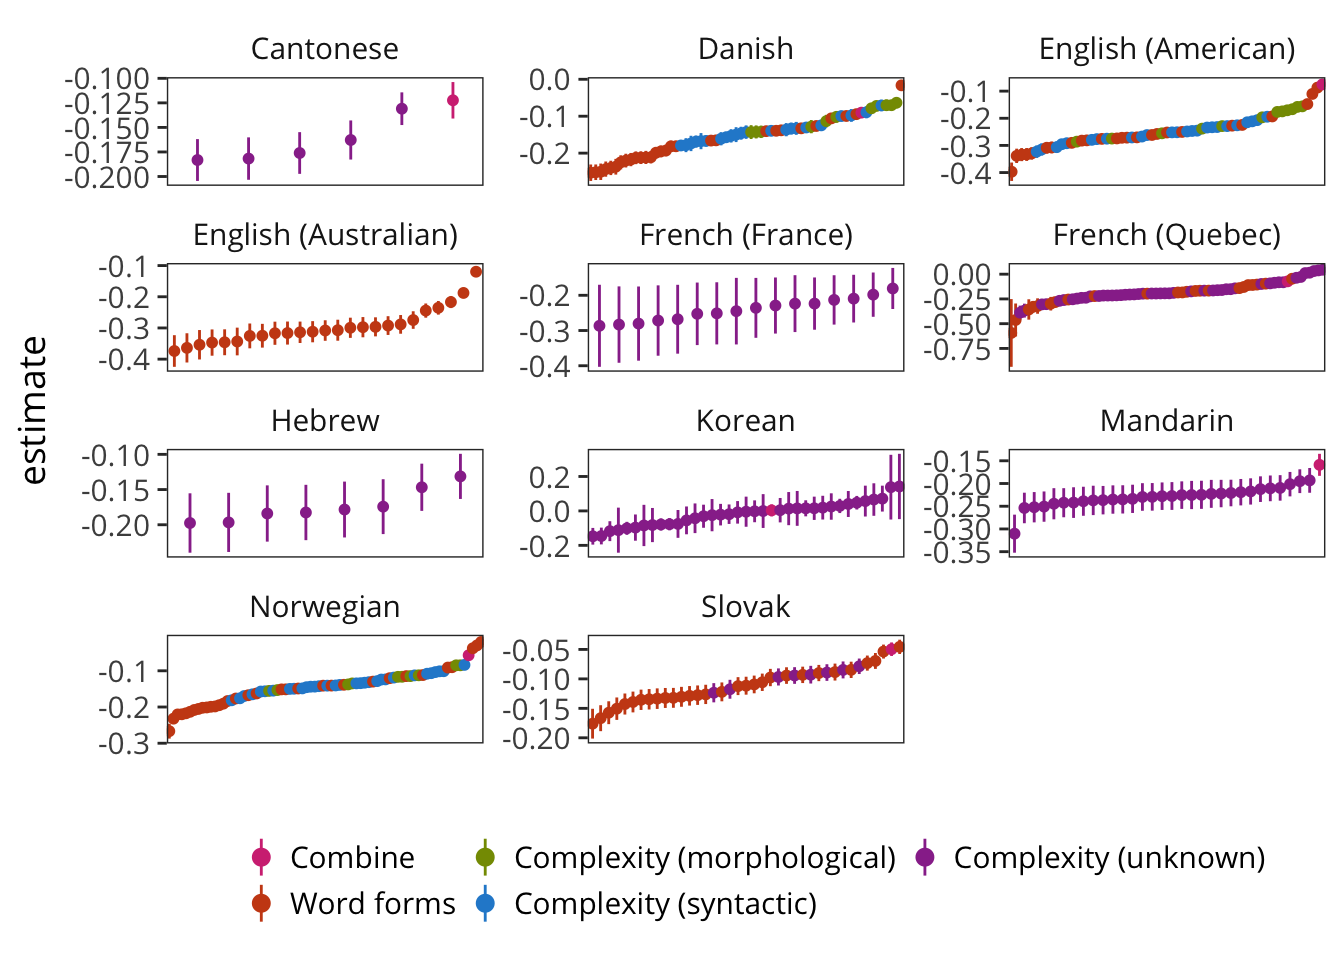 Cantonese
Danish
English (American)
-0.100
-0.125
-0.150
-0.175
-0.200
0.0
-0.1
-0.2
-0.1
-0.2
-0.3
-0.4
English (Australian)
French (France)
French (Quebec)
-0.1
-0.2
-0.3
-0.4
-0.2
-0.3
-0.4
0.00
-0.25
-0.50
-0.75
estimate
Hebrew
Korean
Mandarin
-0.10
-0.15
-0.20
0.2
0.0
-0.2
-0.15
-0.20
-0.25
-0.30
-0.35
Norwegian
Slovak
-0.1
-0.2
-0.3
-0.05
-0.10
-0.15
-0.20
Combine
Complexity (morphological)
Complexity (unknown)
Word forms
Complexity (syntactic)